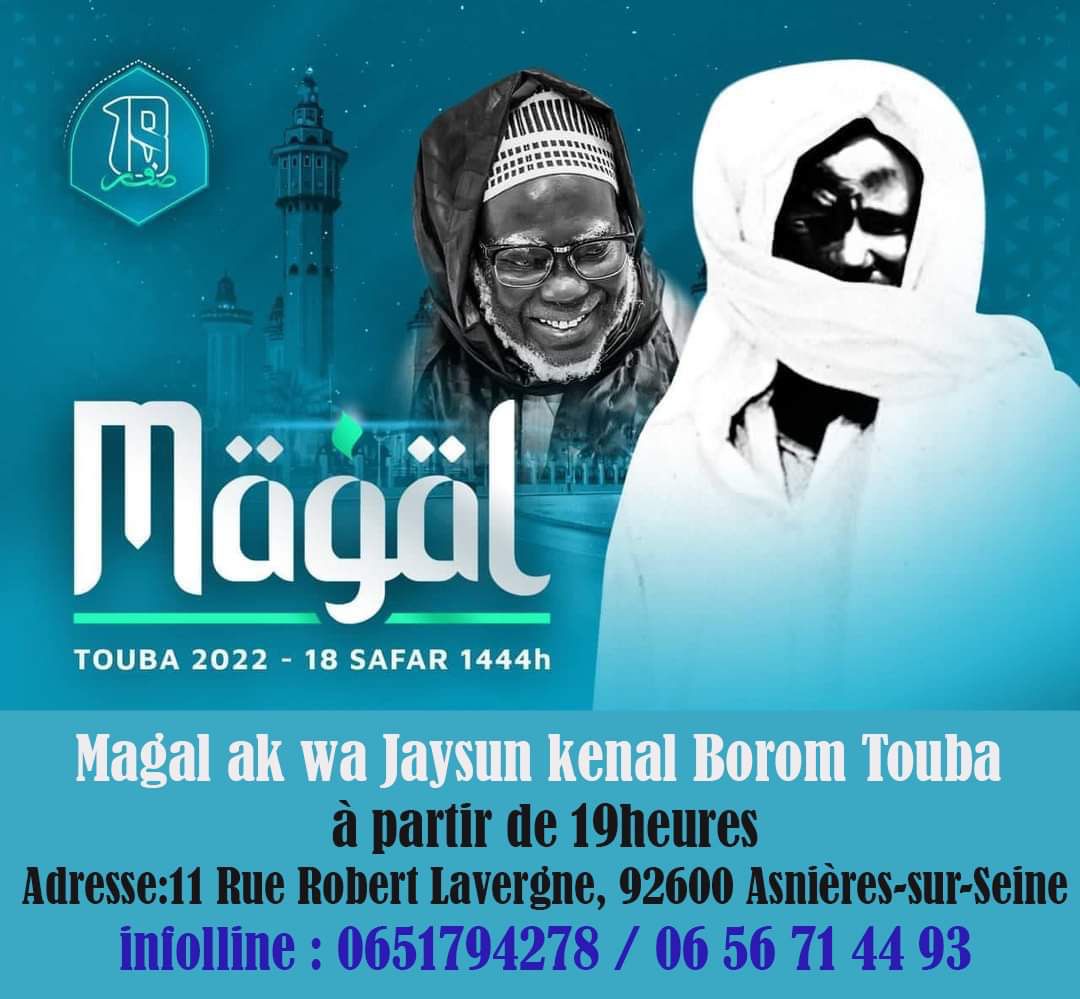 18
صفر
Magal
TOUBA 2022 - 18 SAFAR 1444h
Magal ak wa Jaysun kenal Borom Touba
à partir de 19heures
Adresse:11 Rue Robert Lavergne, 92600 Asnières-sur-Seine
infolline : 0651794278 / 06 56 71 44 93